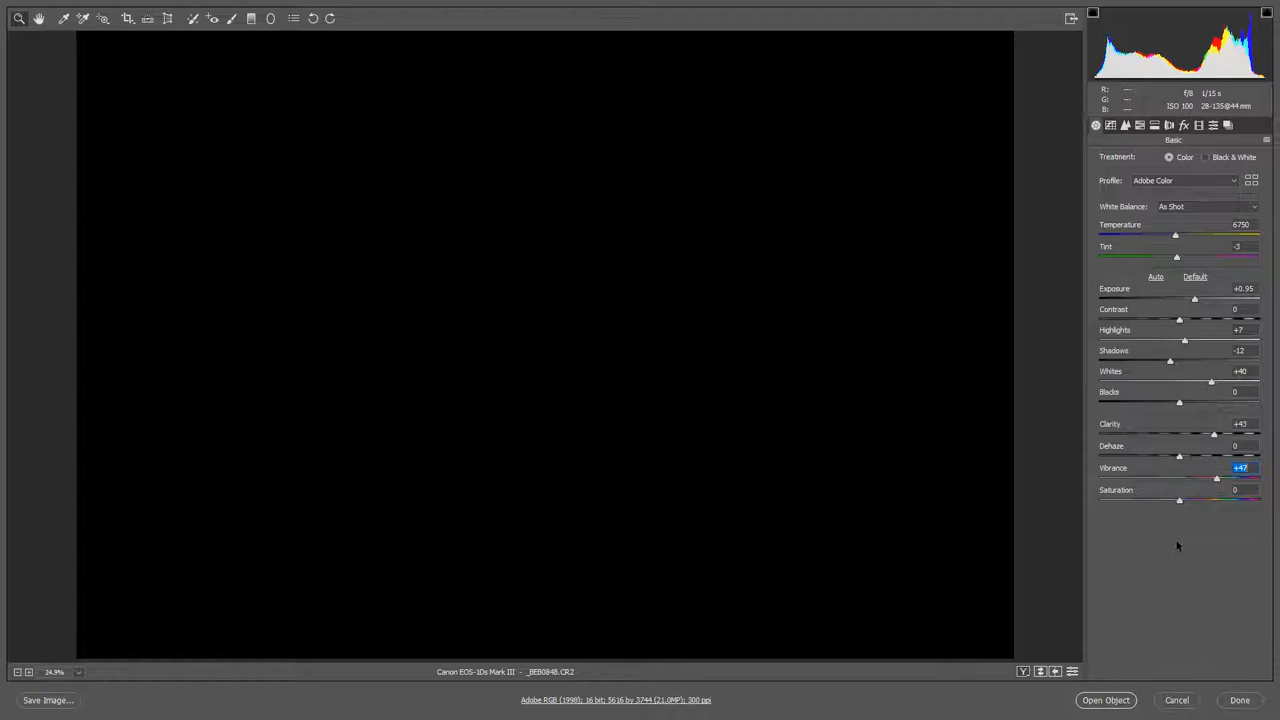 R: ---
G: ---
B: ---
f/8 1/15 s
ISO 100 28-135@44 mm
Basic
Treatment: Color Black & White
Profile: Adobe Color
White Balance: As Shot
Temperature 6750
Tint -3
Auto Default
Exposure +0.95
Contrast 0
Highlights +7
Shadows -12
Whites +40
Blacks 0
Clarity +43
Dehaze 0
Vibrance +47
Saturation 0
24.9% Canon EOS-1Ds Mark III - _BEB0848.CR2 Y
Save Image... Adobe RGB (1998); 16 bit; 5616 by 3744 (21.0MP); 300 ppi Open Object Cancel Done